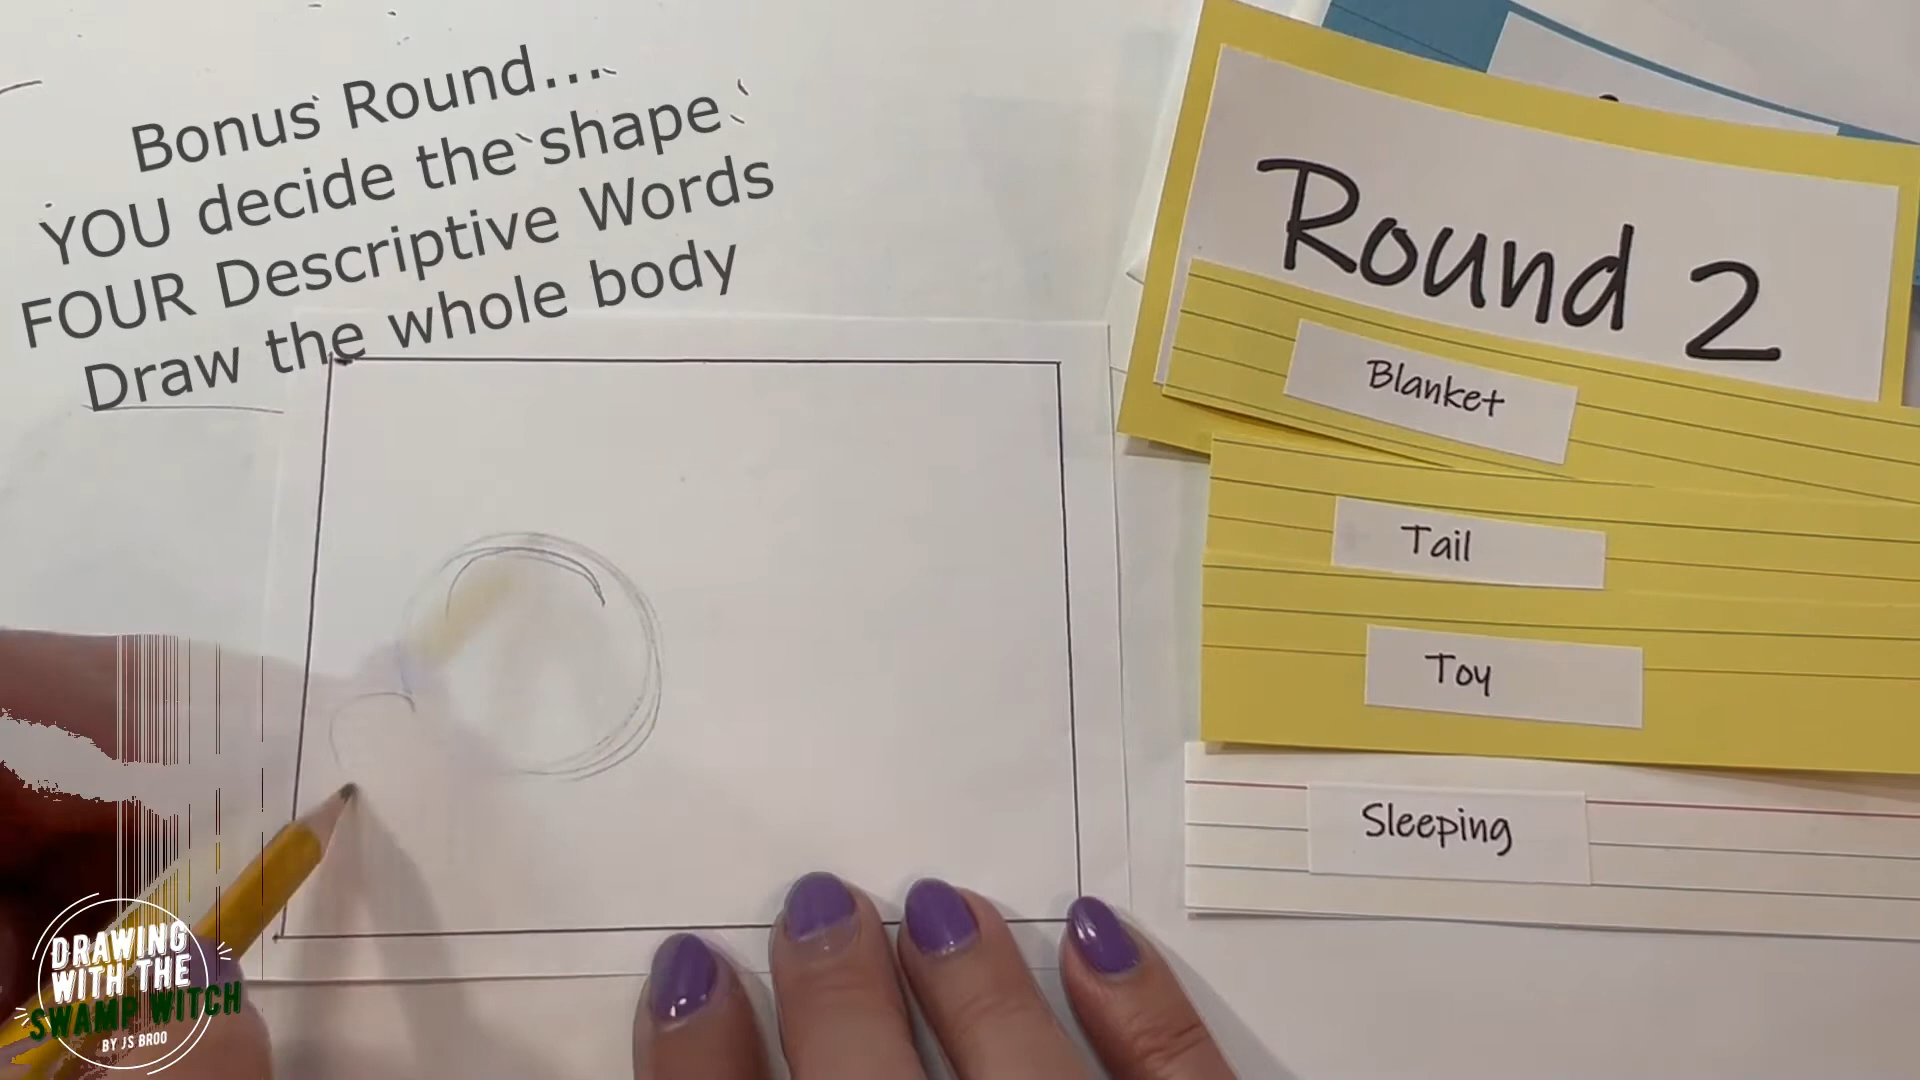 Bonus Round...
YOU decide the shape
FOUR Descriptive Words
Draw the whole body
Round 2
Blanket
Tail
Toy
Sleeping
DRAWING
WITH THE
SWAMP WITCH
BY JS BROO